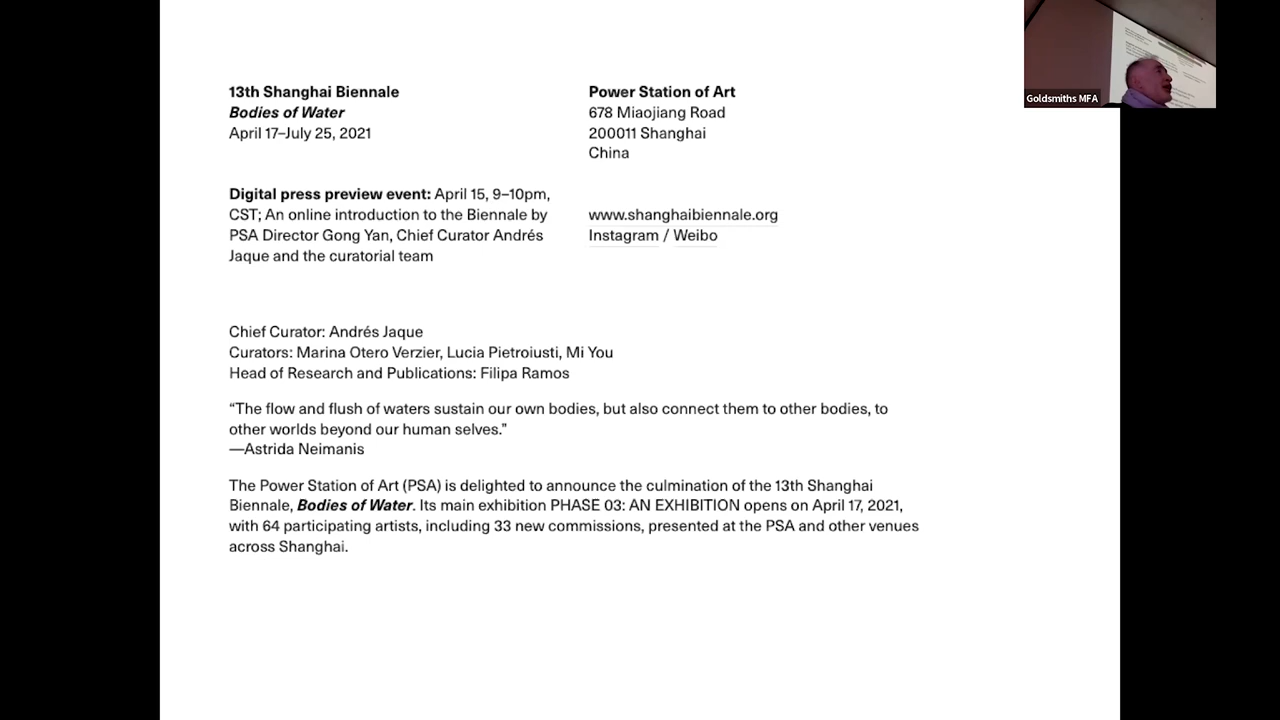 13th Shanghai Biennale
Bodies of Water
April 17–July 25, 2021
Power Station of Art
678 Miaojiang Road
200011 Shanghai
China
Digital press preview event: April 15, 9–10pm,
CST; An online introduction to the Biennale by
PSA Director Gong Yan, Chief Curator Andrés
Jaque and the curatorial team
www.shanghaibiennale.org
Instagram / Weibo
Chief Curator: Andrés Jaque
Curators: Marina Otero Verzier, Lucia Pietroiusti, Mi You
Head of Research and Publications: Filipa Ramos
“The flow and flush of waters sustain our own bodies, but also connect them to other bodies, to
other worlds beyond our human selves.”
—Astrida Neimanis
The Power Station of Art (PSA) is delighted to announce the culmination of the 13th Shanghai
Biennale, Bodies of Water. Its main exhibition PHASE 03: AN EXHIBITION opens on April 17, 2021,
with 64 participating artists, including 33 new commissions, presented at the PSA and other venues
across Shanghai.
Goldsmiths MFA